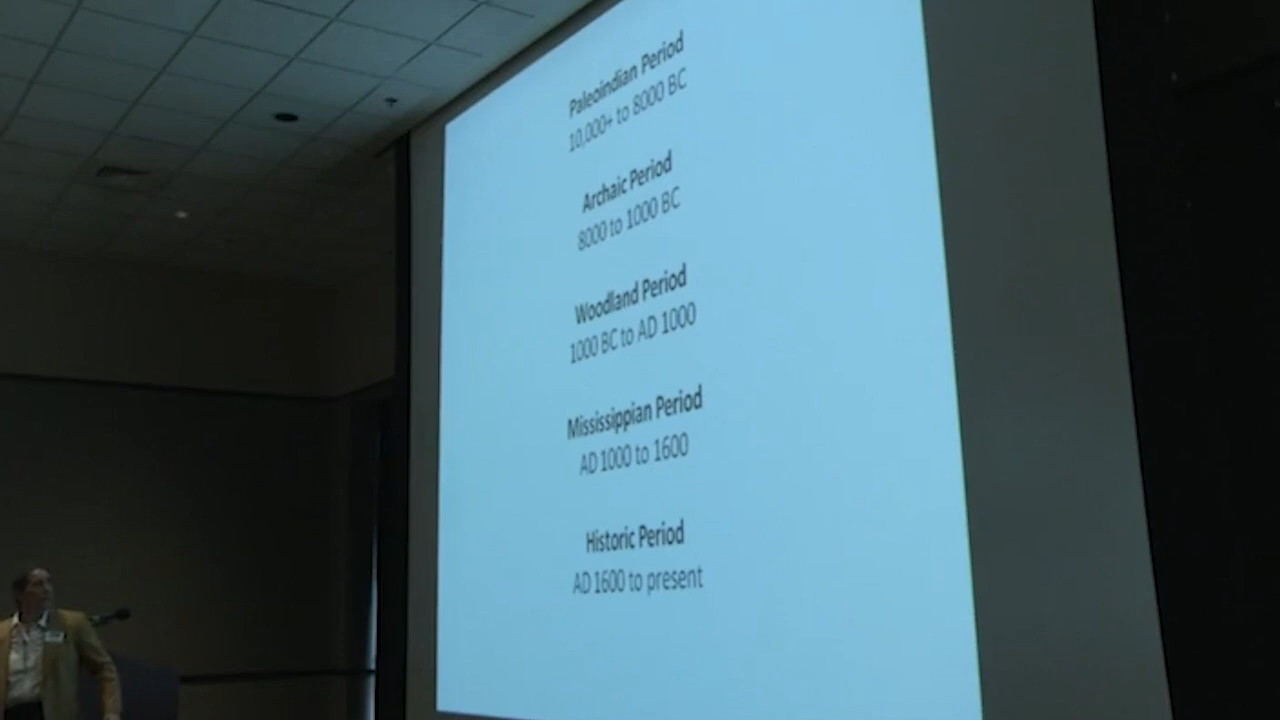 Paleoindian Period
10,000+ to 8000 BC
Archaic Period
8000 to 1000 BC
Woodland Period
1000 BC to AD 1000
Mississippian Period
AD 1000 to 1600
Historic Period
AD 1600 to present